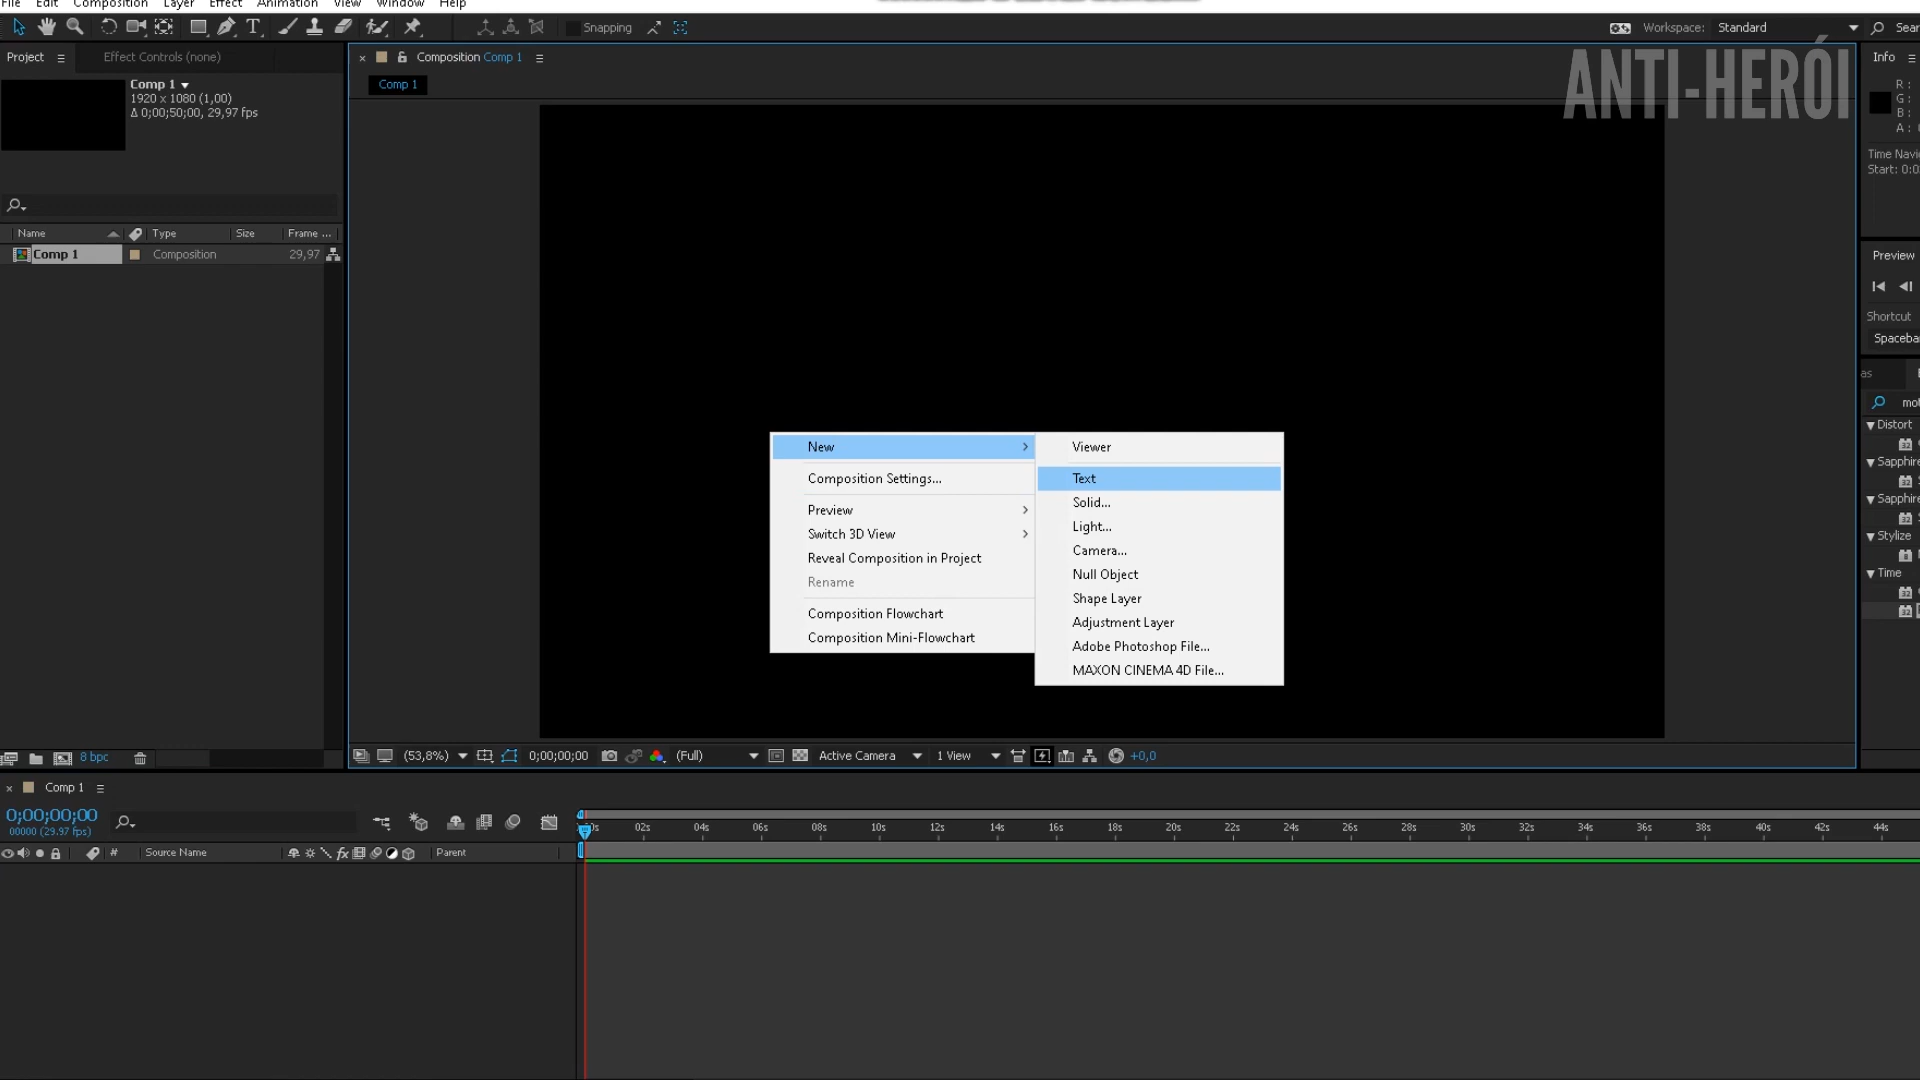 File Edit Composition Layer Effect Animation View Window Help
Snapping
Workspace: Standard
Project
Effect Controls (none)
Composition Comp 1
Info
Comp 1
ANTI-HERÓI
Comp 1
1920 x 1080 (1,00)
Δ 0;00;50;00, 29,97 fps
R :
G :
B :
A :
Start: 0:0
Name Type Size Frame ...
Comp 1 Composition 29,97
Preview
Shortcut
New
Composition Settings...
Preview
Switch 3D View
Reveal Composition in Project
Rename
Composition Flowchart
Composition Mini-Flowchart
Viewer
Text
Solid...
Light...
Camera...
Null Object
Shape Layer
Adjustment Layer
Adobe Photoshop File...
MAXON CINEMA 4D File...
Distort
Sapphire
Sapphire
Stylize
Time
8 bpc
(53,8%) 0;00;00;00 (Full) Active Camera 1 View +0,0
Comp 1
0;00;00;00
00000 (29.97 fps)
02s 04s 06s 08s 10s 12s 14s 16s 18s 20s 22s 24s 26s 28s 30s 32s 34s 36s 38s 40s 42s 44s
# Source Name fx Parent